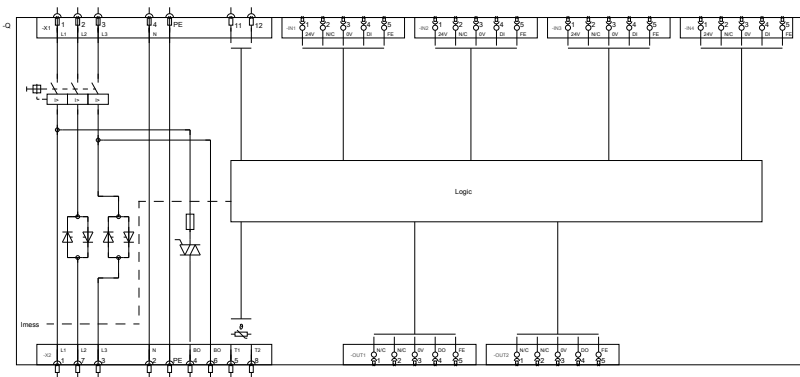 -Q
1 2 3 4 PE 11 12
-X1 L1 L2 L3 N
-IN1 1 2 3 4 5
24V N/C 0V DI FE
-IN2 1 2 3 4 5
24V N/C 0V DI FE
-IN3 1 2 3 4 5
24V N/C 0V DI FE
-IN4 1 2 3 4 5
24V N/C 0V DI FE
I> I> I>
Logic
Imess
ϑ
-X2 L1 L2 L3 N BO BO T1 T2
1 7 3 2 PE 4 6 5 8
-OUT1 N/C N/C 0V DO FE
1 2 3 4 5
-OUT2 N/C N/C 0V DO FE
1 2 3 4 5